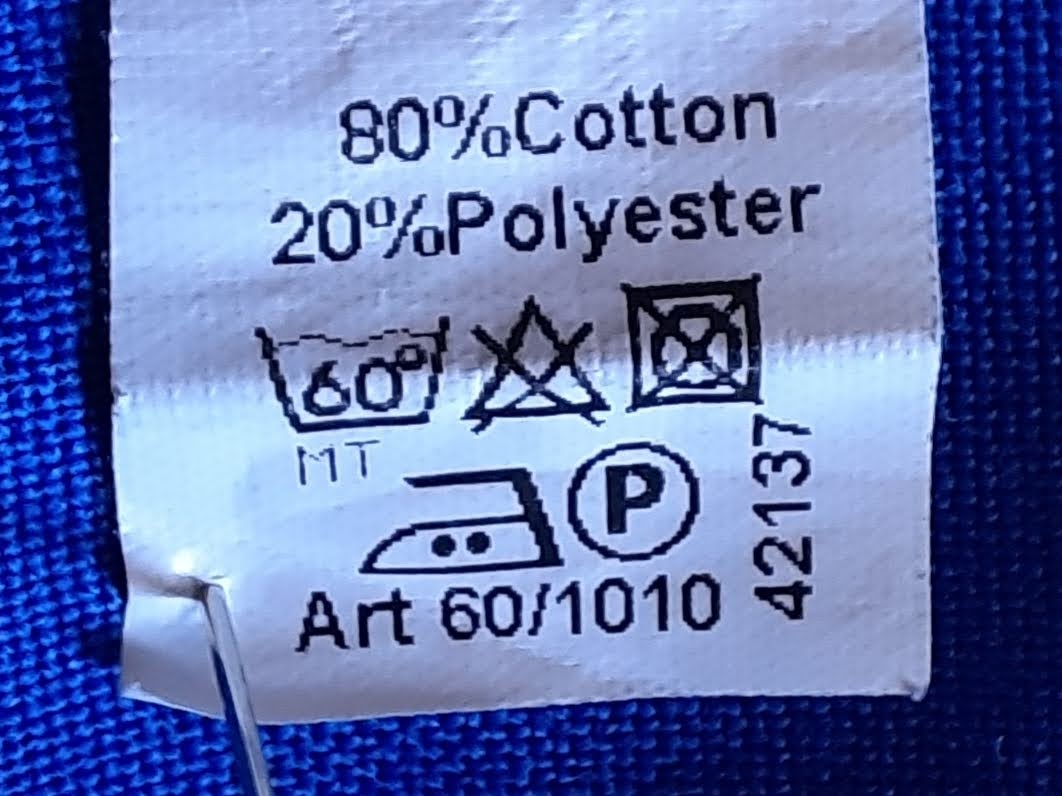 80%Cotton
20%Polyester
60°
MT
P
Art 60/1010
42137